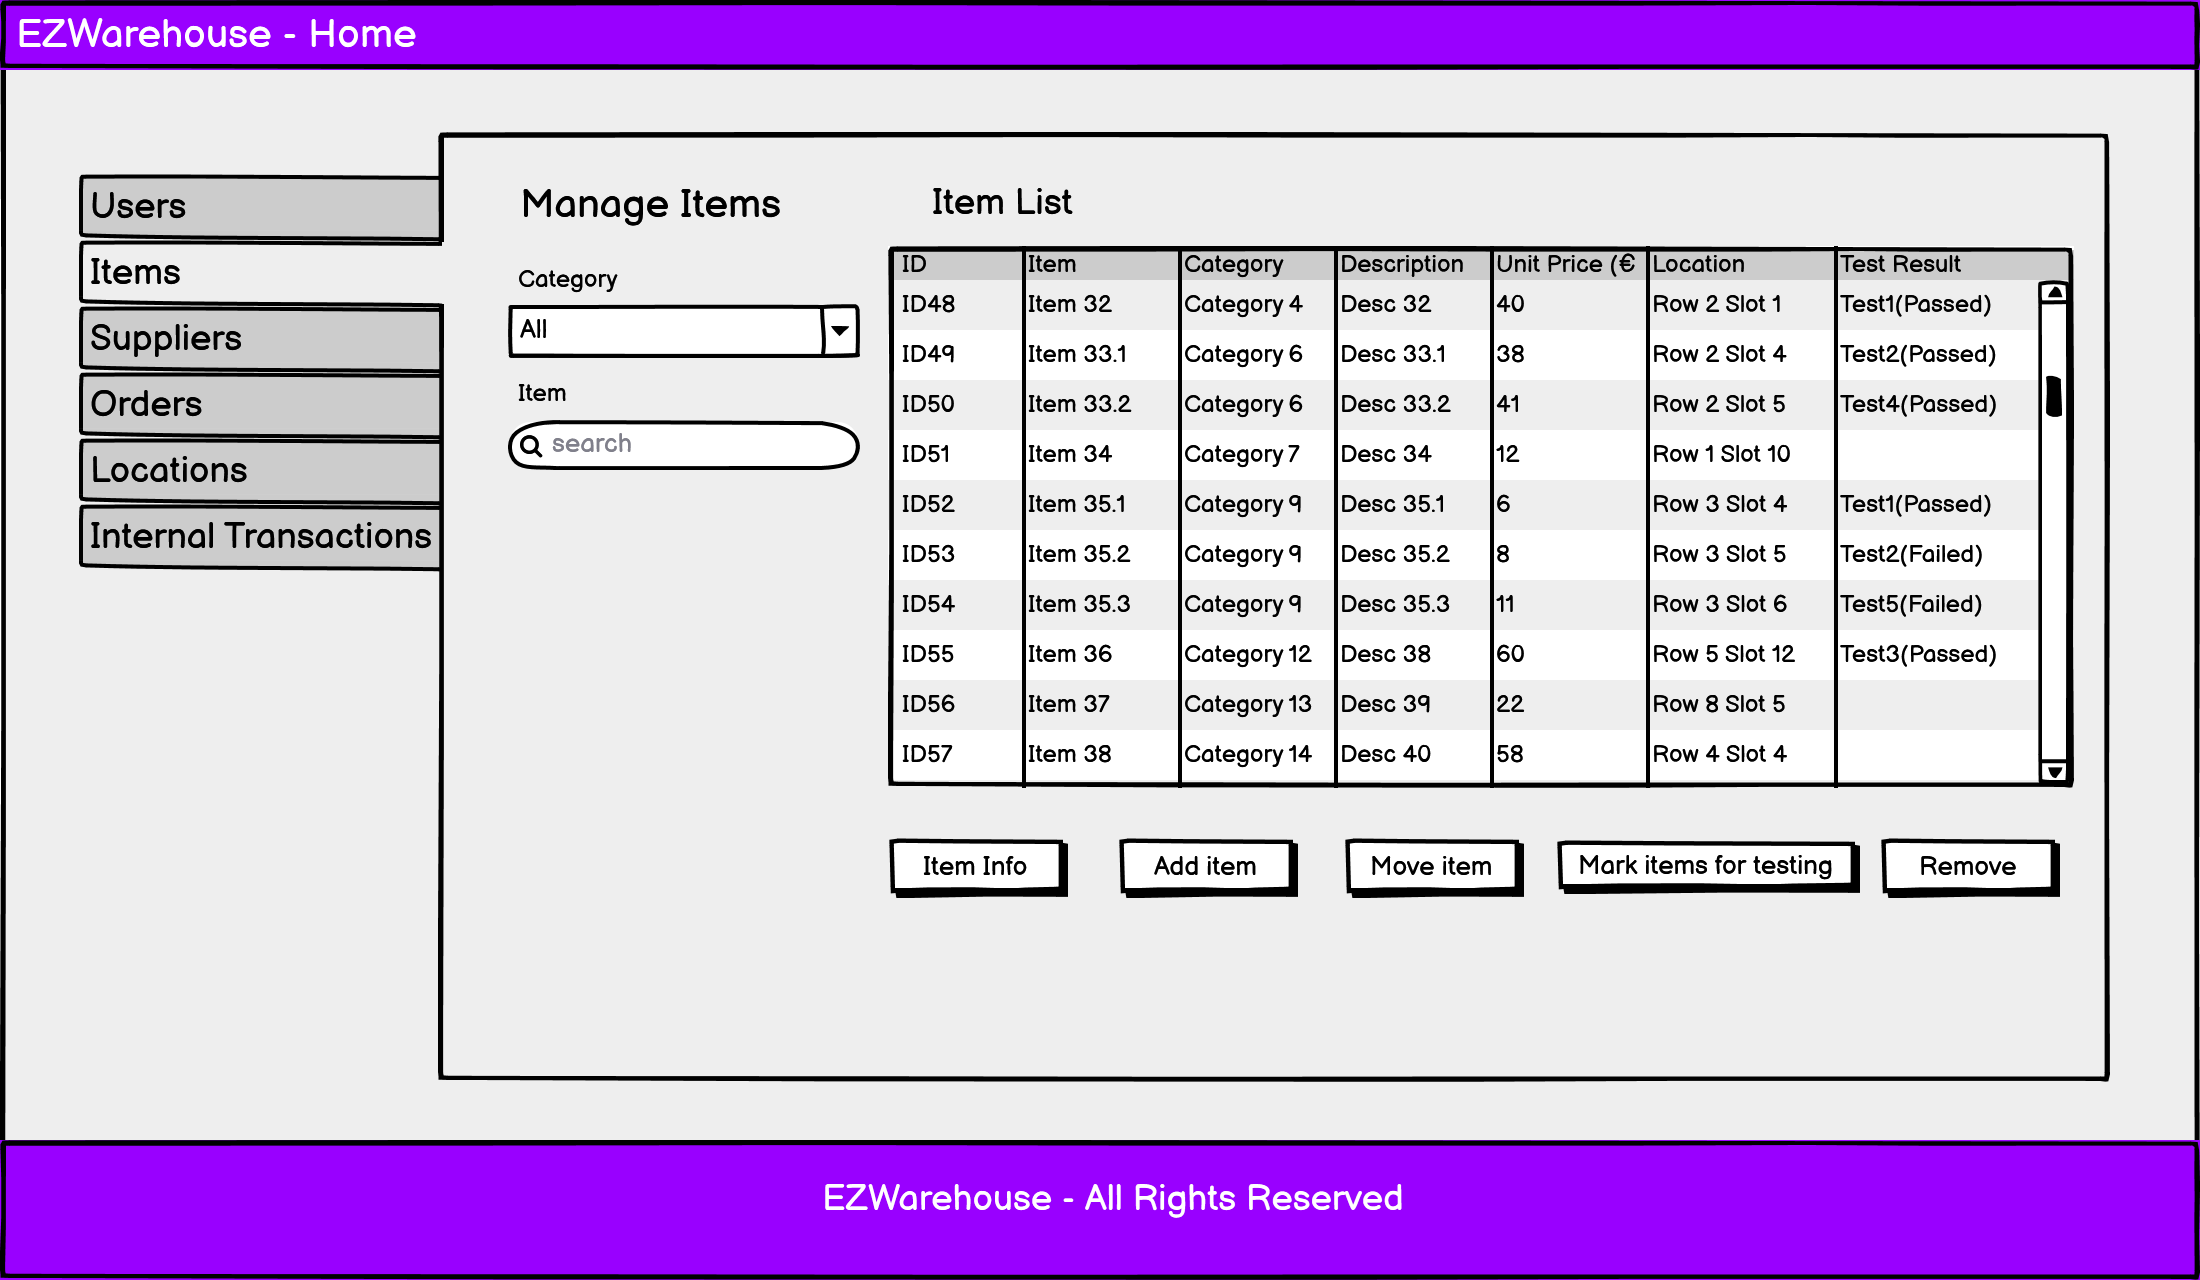 EZWarehouse - Home
Users
Items
Suppliers
Orders
Locations
Internal Transactions
Manage Items
Category
All
Item
search
Item List
ID Item Category Description Unit Price (€ Location Test Result
ID48 Item 32 Category 4 Desc 32 40 Row 2 Slot 1 Test1(Passed)
ID49 Item 33.1 Category 6 Desc 33.1 38 Row 2 Slot 4 Test2(Passed)
ID50 Item 33.2 Category 6 Desc 33.2 41 Row 2 Slot 5 Test4(Passed)
ID51 Item 34 Category 7 Desc 34 12 Row 1 Slot 10
ID52 Item 35.1 Category 9 Desc 35.1 6 Row 3 Slot 4 Test1(Passed)
ID53 Item 35.2 Category 9 Desc 35.2 8 Row 3 Slot 5 Test2(Failed)
ID54 Item 35.3 Category 9 Desc 35.3 11 Row 3 Slot 6 Test5(Failed)
ID55 Item 36 Category 12 Desc 38 60 Row 5 Slot 12 Test3(Passed)
ID56 Item 37 Category 13 Desc 39 22 Row 8 Slot 5
ID57 Item 38 Category 14 Desc 40 58 Row 4 Slot 4
Item Info Add item Move item Mark items for testing Remove
EZWarehouse - All Rights Reserved